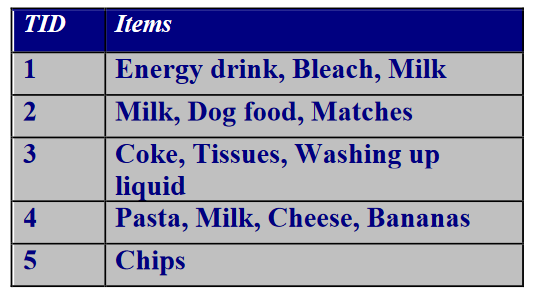 TID Items
1 Energy drink, Bleach, Milk
2 Milk, Dog food, Matches
3 Coke, Tissues, Washing up
liquid
4 Pasta, Milk, Cheese, Bananas
5 Chips